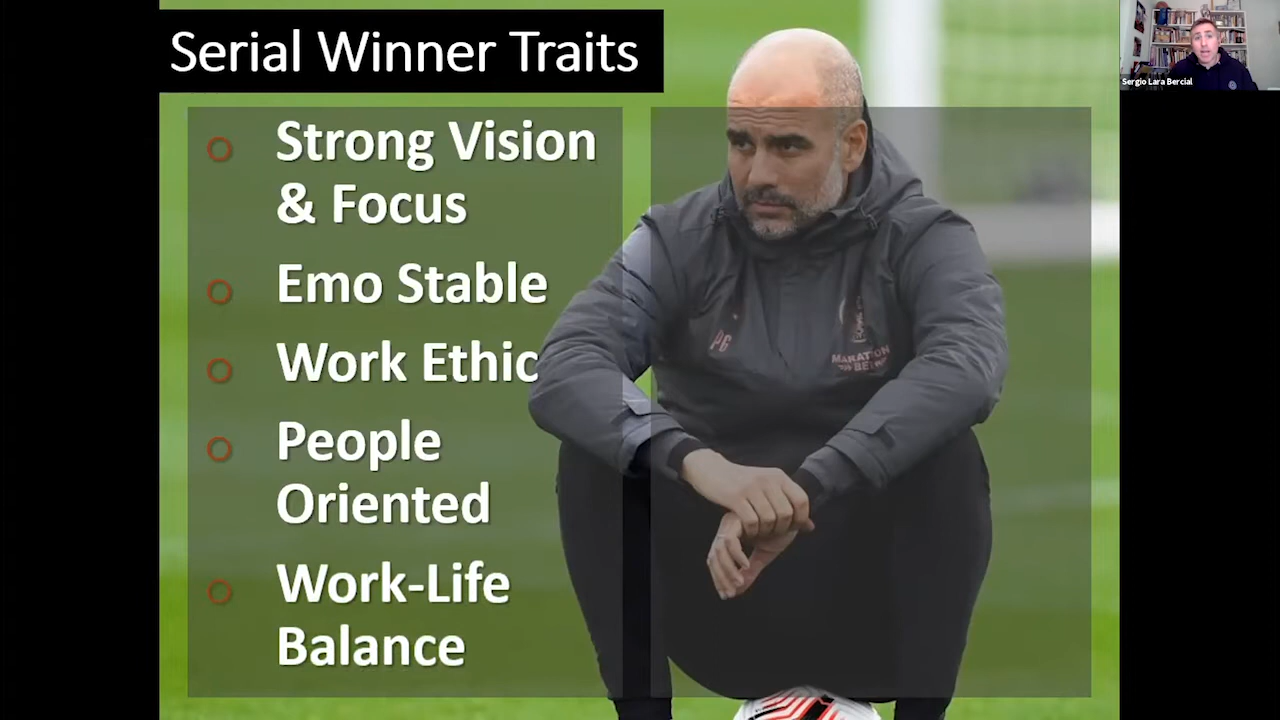 Serial Winner Traits
Sergio Lara Bercial
Strong Vision
& Focus
Emo Stable
Work Ethic
People
Oriented
Work-Life
Balance
PG
MARATHON
BET